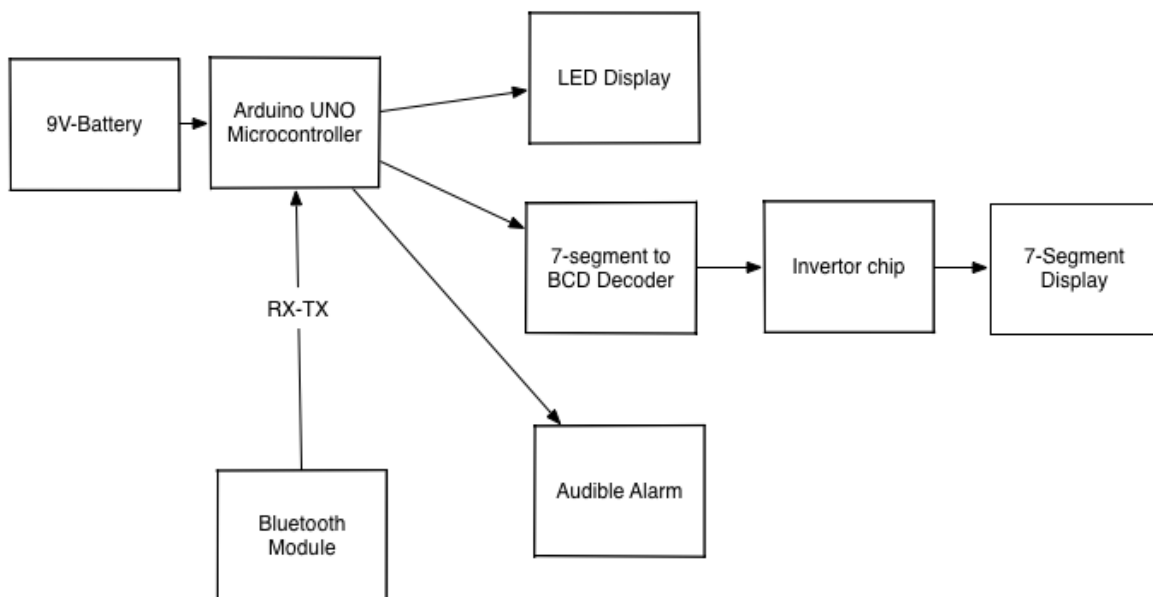 LED Display
9V-Battery
Arduino UNO
Microcontroller
7-segment to
BCD Decoder
Invertor chip
7-Segment
Display
RX-TX
Audible Alarm
Bluetooth
Module